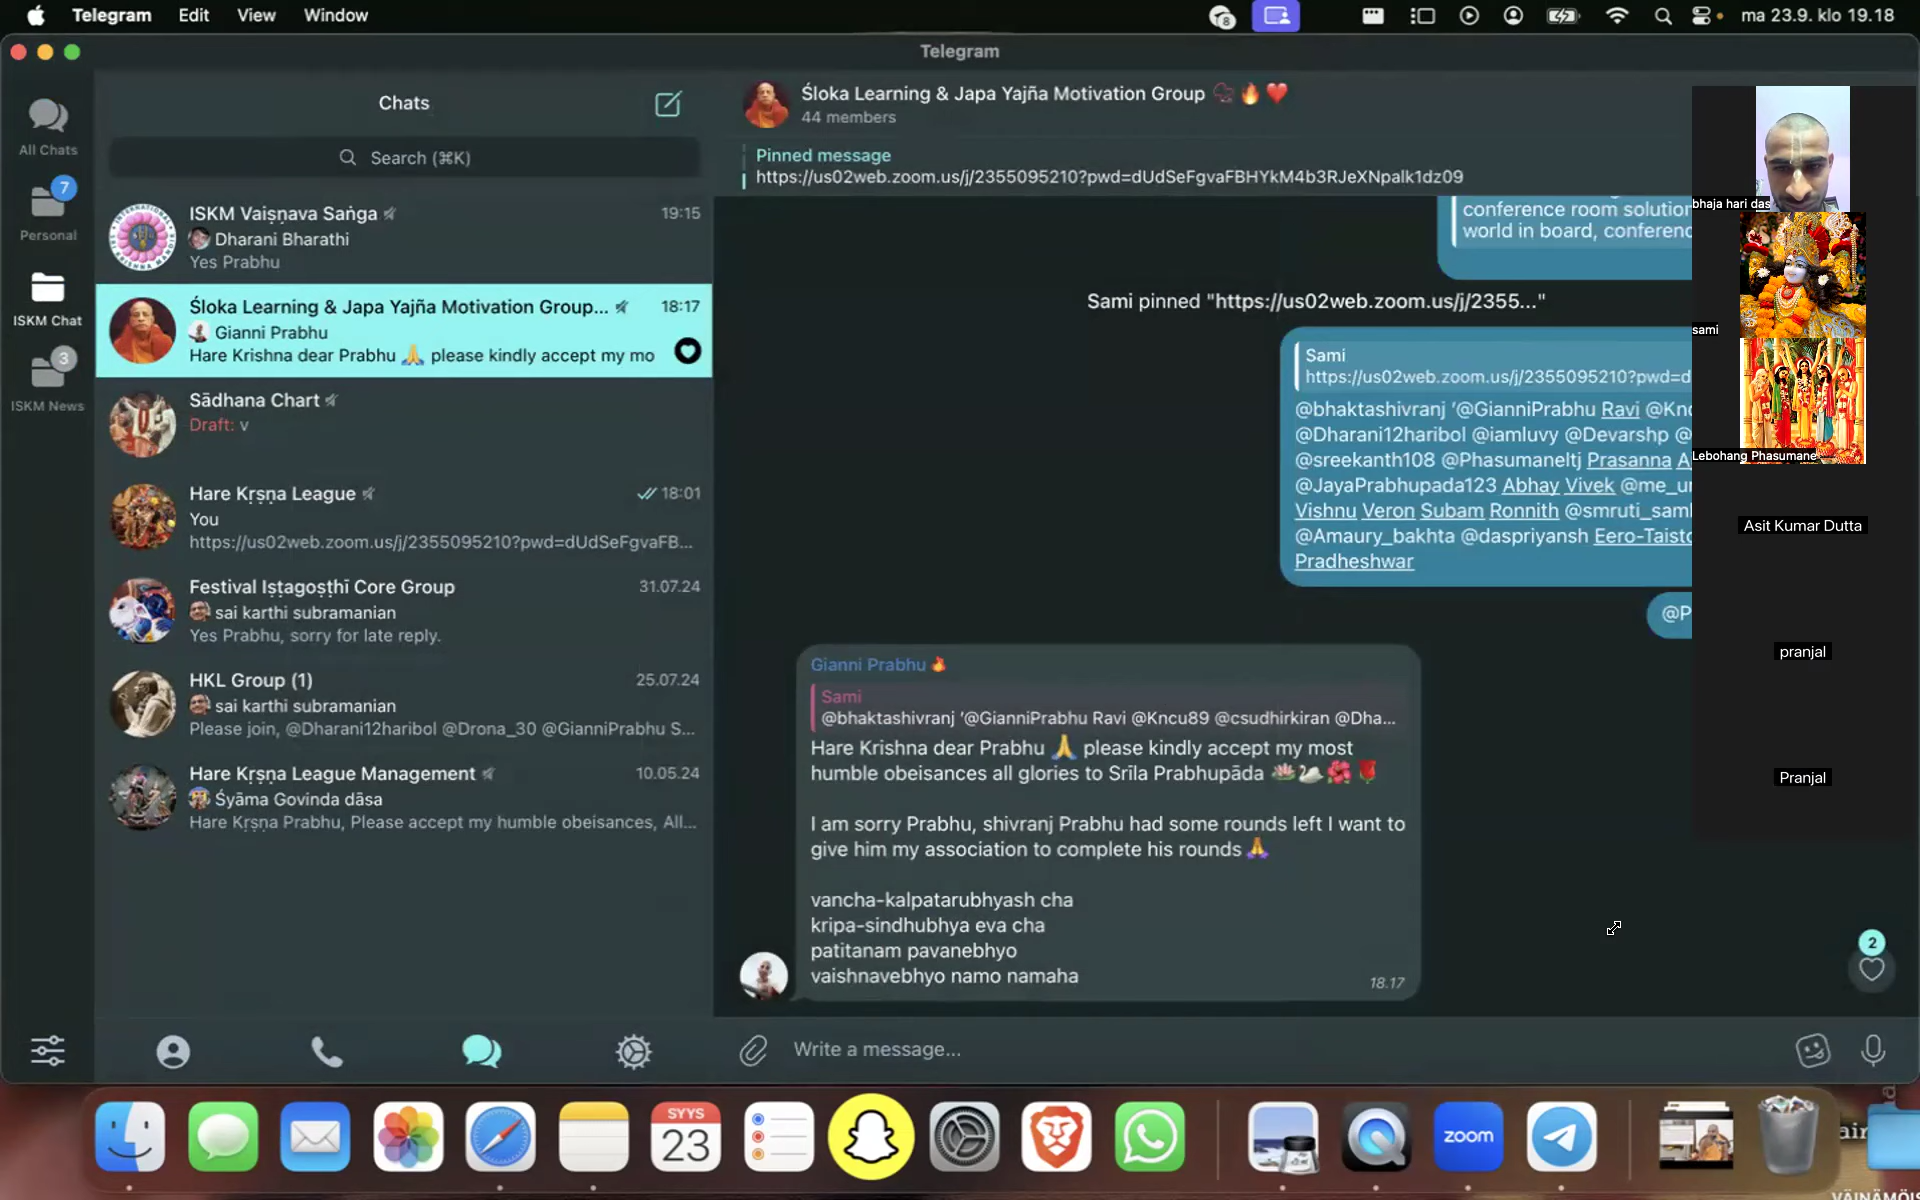 Telegram Edit View Window
8
ma 23.9. klo 19.18
Telegram
Chats
Search (⌘K)
All Chats
7
Personal
ISKM Chat
3
ISKM News
ISKM Vaiṣṇava Saṅga 19:15
Dharani Bharathi
Yes Prabhu
Śloka Learning & Japa Yajña Motivation Group... 18:17
Gianni Prabhu
Hare Krishna dear Prabhu 🙏 please kindly accept my mo
Sādhana Chart
Draft: v
Hare Kṛṣṇa League 18:01
You
https://us02web.zoom.us/j/2355095210?pwd=dUdSeFgvaFB...
Festival Iṣṭagoṣṭhī Core Group 31.07.24
sai karthi subramanian
Yes Prabhu, sorry for late reply.
HKL Group (1) 25.07.24
sai karthi subramanian
Please join, @Dharani12haribol @Drona_30 @GianniPrabhu S...
Hare Kṛṣṇa League Management 10.05.24
Śyāma Govinda dāsa
Hare Kṛṣṇa Prabhu, Please accept my humble obeisances, All...
Śloka Learning & Japa Yajña Motivation Group 📿🔥❤️
44 members
Pinned message
https://us02web.zoom.us/j/2355095210?pwd=dUdSeFgvaFBHYkM4b3RJeXNpalk1dz09
conference room solution
world in board, conferenc
Sami pinned "https://us02web.zoom.us/j/2355..."
Sami
https://us02web.zoom.us/j/2355095210?pwd=d
@bhaktashivranj ‘@GianniPrabhu Ravi @Knc
@Dharani12haribol @iamluvy @Devarshp @
@sreekanth108 @Phasumaneltj Prasanna A
@JayaPrabhupada123 Abhay Vivek @me_u
Vishnu Veron Subam Ronnith @smruti_saml
@Amaury_bakhta @daspriyansh Eero-Taisto
Pradheshwar
@P
Gianni Prabhu 🔥
Sami
@bhaktashivranj ‘@GianniPrabhu Ravi @Kncu89 @csudhirkiran @Dha...
Hare Krishna dear Prabhu 🙏 please kindly accept my most
humble obeisances all glories to Srīla Prabhupāda 🪷🦢🌺🌹
I am sorry Prabhu, shivranj Prabhu had some rounds left I want to
give him my association to complete his rounds 🙏
vancha-kalpatarubhyash cha
kripa-sindhubhya eva cha
patitanam pavanebhyo
vaishnavebhyo namo namaha
18.17
2
Write a message...
bhaja hari das
sami
Lebohang Phasumane
Asit Kumar Dutta
pranjal
Pranjal
SYYS
23
zoom
air
VÄINÄMÖIS